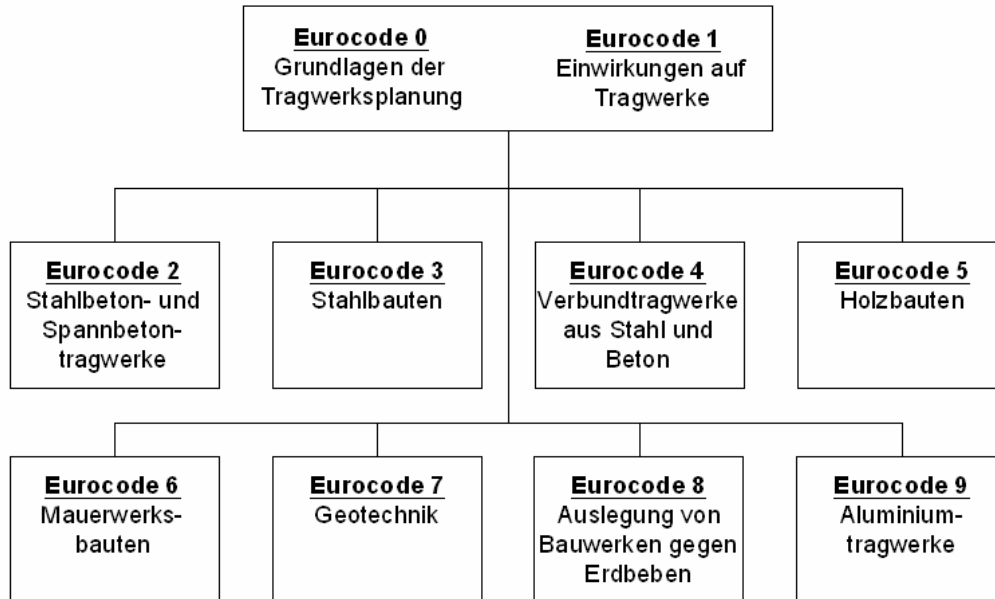 Eurocode 0
Grundlagen der
Tragwerksplanung
Eurocode 1
Einwirkungen auf
Tragwerke
Eurocode 2
Stahlbeton- und
Spannbeton-
tragwerke
Eurocode 3
Stahlbauten
Eurocode 4
Verbundtragwerke
aus Stahl und
Beton
Eurocode 5
Holzbauten
Eurocode 6
Mauerwerks-
bauten
Eurocode 7
Geotechnik
Eurocode 8
Auslegung von
Bauwerken gegen
Erdbeben
Eurocode 9
Aluminium-
tragwerke